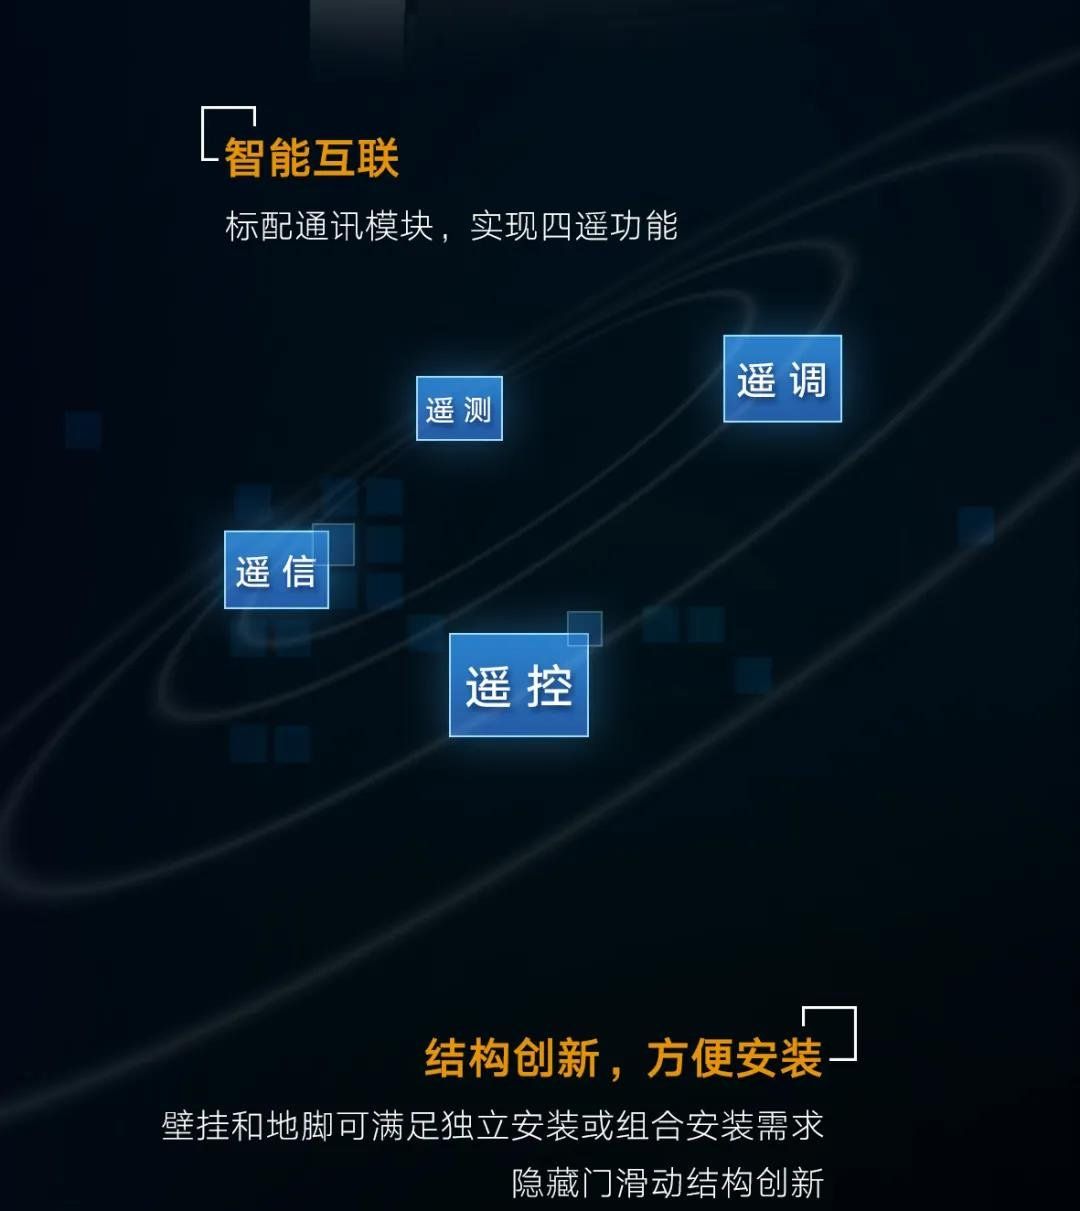 智能互联
标配通讯模块，实现四遥功能
遥调
遥测
遥信
遥控
结构创新，方便安装
壁挂和地脚可满足独立安装或组合安装需求
隐藏门滑动结构创新